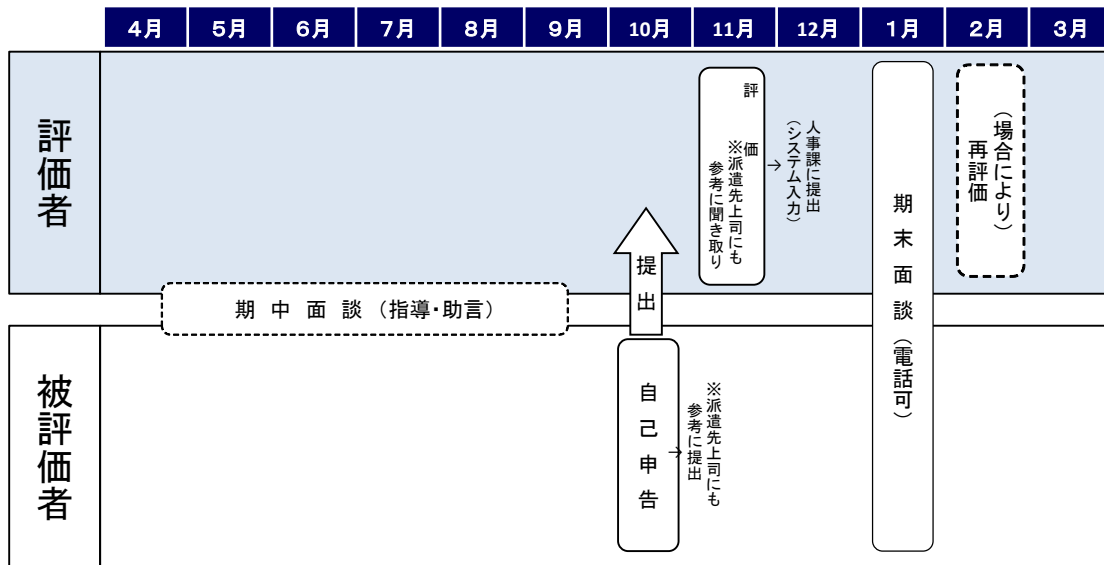 4月 5月 6月 7月 8月 9月 10月 11月 12月 1月 2月 3月
評価者
評価
※派遣先上司にも
参考に聞き取り
→
人事課に提出
（システム入力）
期末面談（電話可）
（場合により）
再評価
提出
期中面談（指導・助言）
被評価者
自己申告
→
※派遣先上司にも
参考に提出